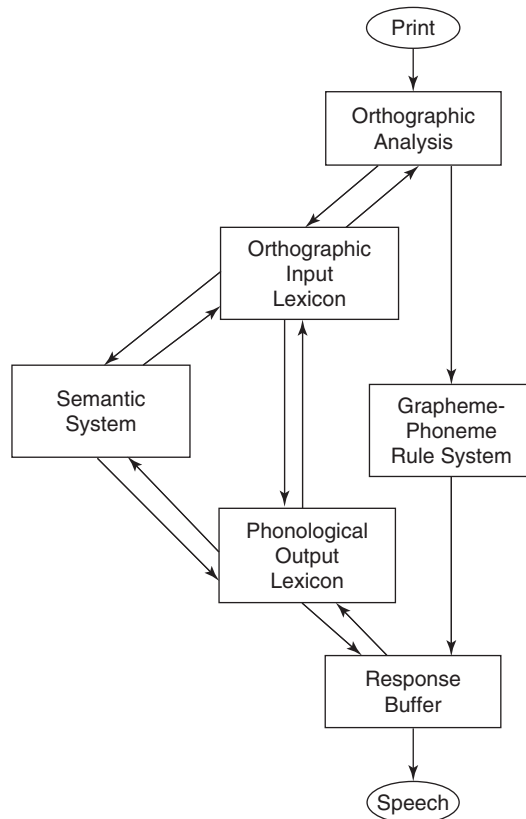 Print
Orthographic
Analysis
Orthographic
Input
Lexicon
Semantic
System
Grapheme-
Phoneme
Rule System
Phonological
Output
Lexicon
Response
Buffer
Speech